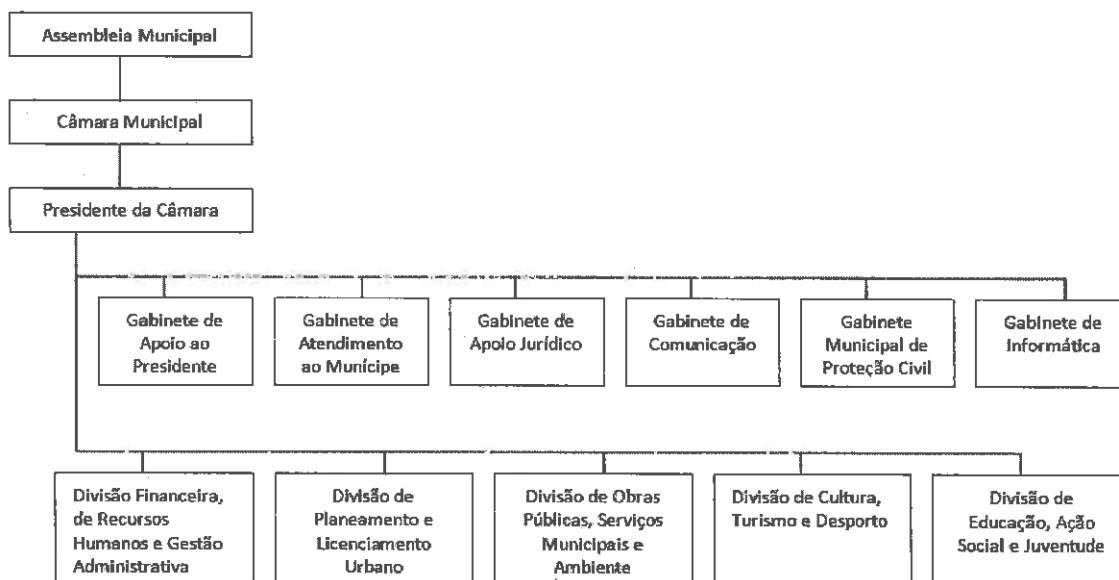 Assembleia Municipal
Câmara Municipal
Presidente da Câmara
Gabinete de
Apoio ao
Presidente
Gabinete de
Atendimento
ao Munícipe
Gabinete de
Apoio Jurídico
Gabinete de
Comunicação
Gabinete
Municipal de
Proteção Civil
Gabinete de
Informática
Divisão Financeira,
de Recursos
Humanos e Gestão
Administrativa
Divisão de
Planeamento e
Licenciamento
Urbano
Divisão de Obras
Públicas, Serviços
Municipais e
Ambiente
Divisão de Cultura,
Turismo e Desporto
Divisão de
Educação, Ação
Social e Juventude